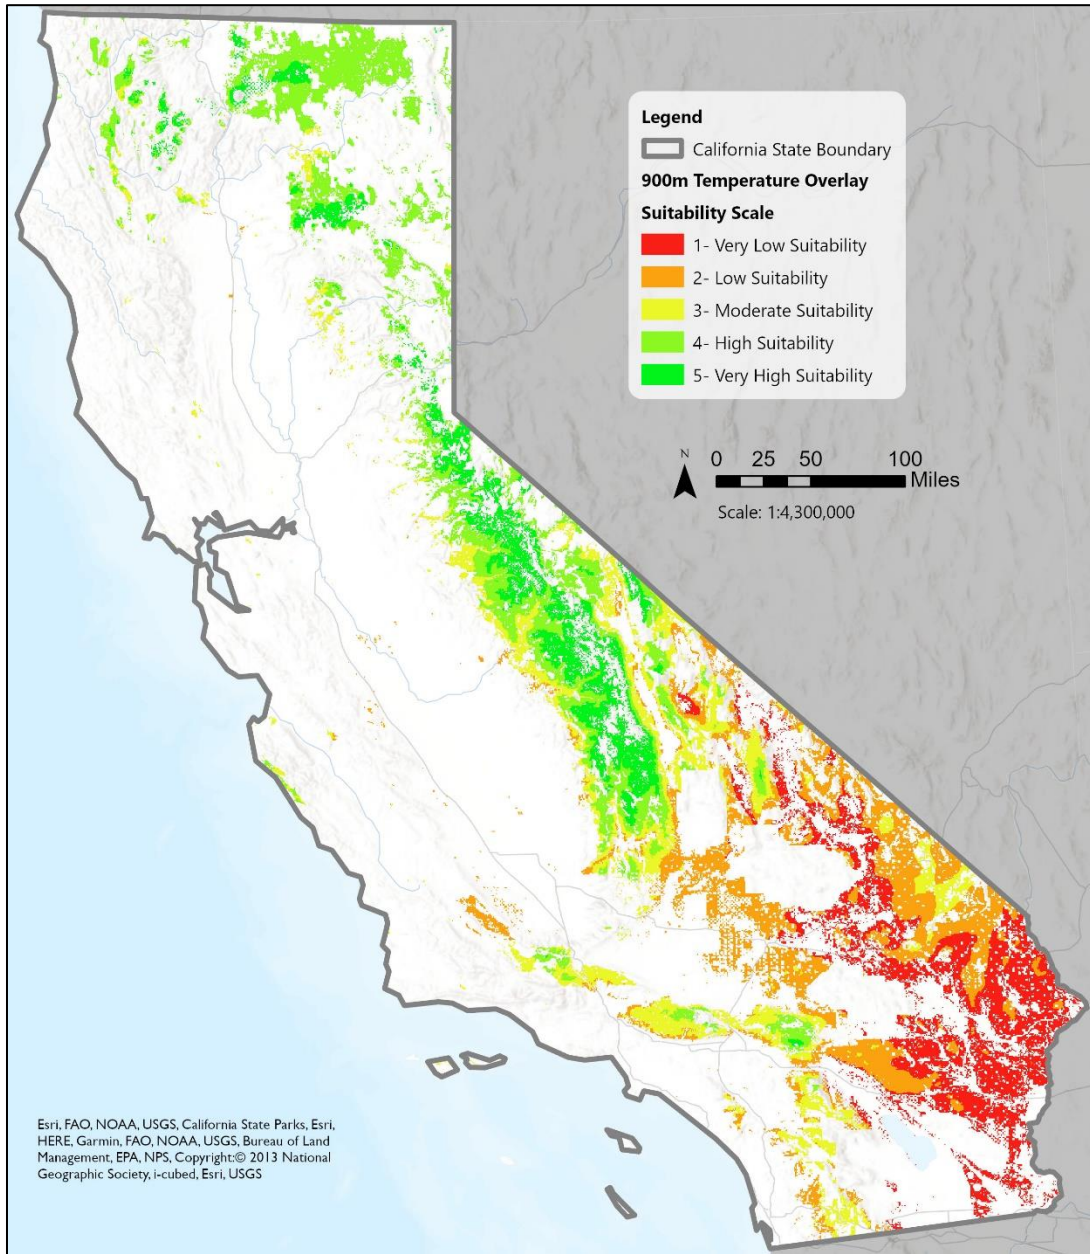 Legend
California State Boundary
900m Temperature Overlay
Suitability Scale
1- Very Low Suitability
2- Low Suitability
3- Moderate Suitability
4- High Suitability
5- Very High Suitability
N
0 25 50 100
Miles
Scale: 1:4,300,000
Esri, FAO, NOAA, USGS, California State Parks, Esri,
HERE, Garmin, FAO, NOAA, USGS, Bureau of Land
Management, EPA, NPS, Copyright:© 2013 National
Geographic Society, i-cubed, Esri, USGS